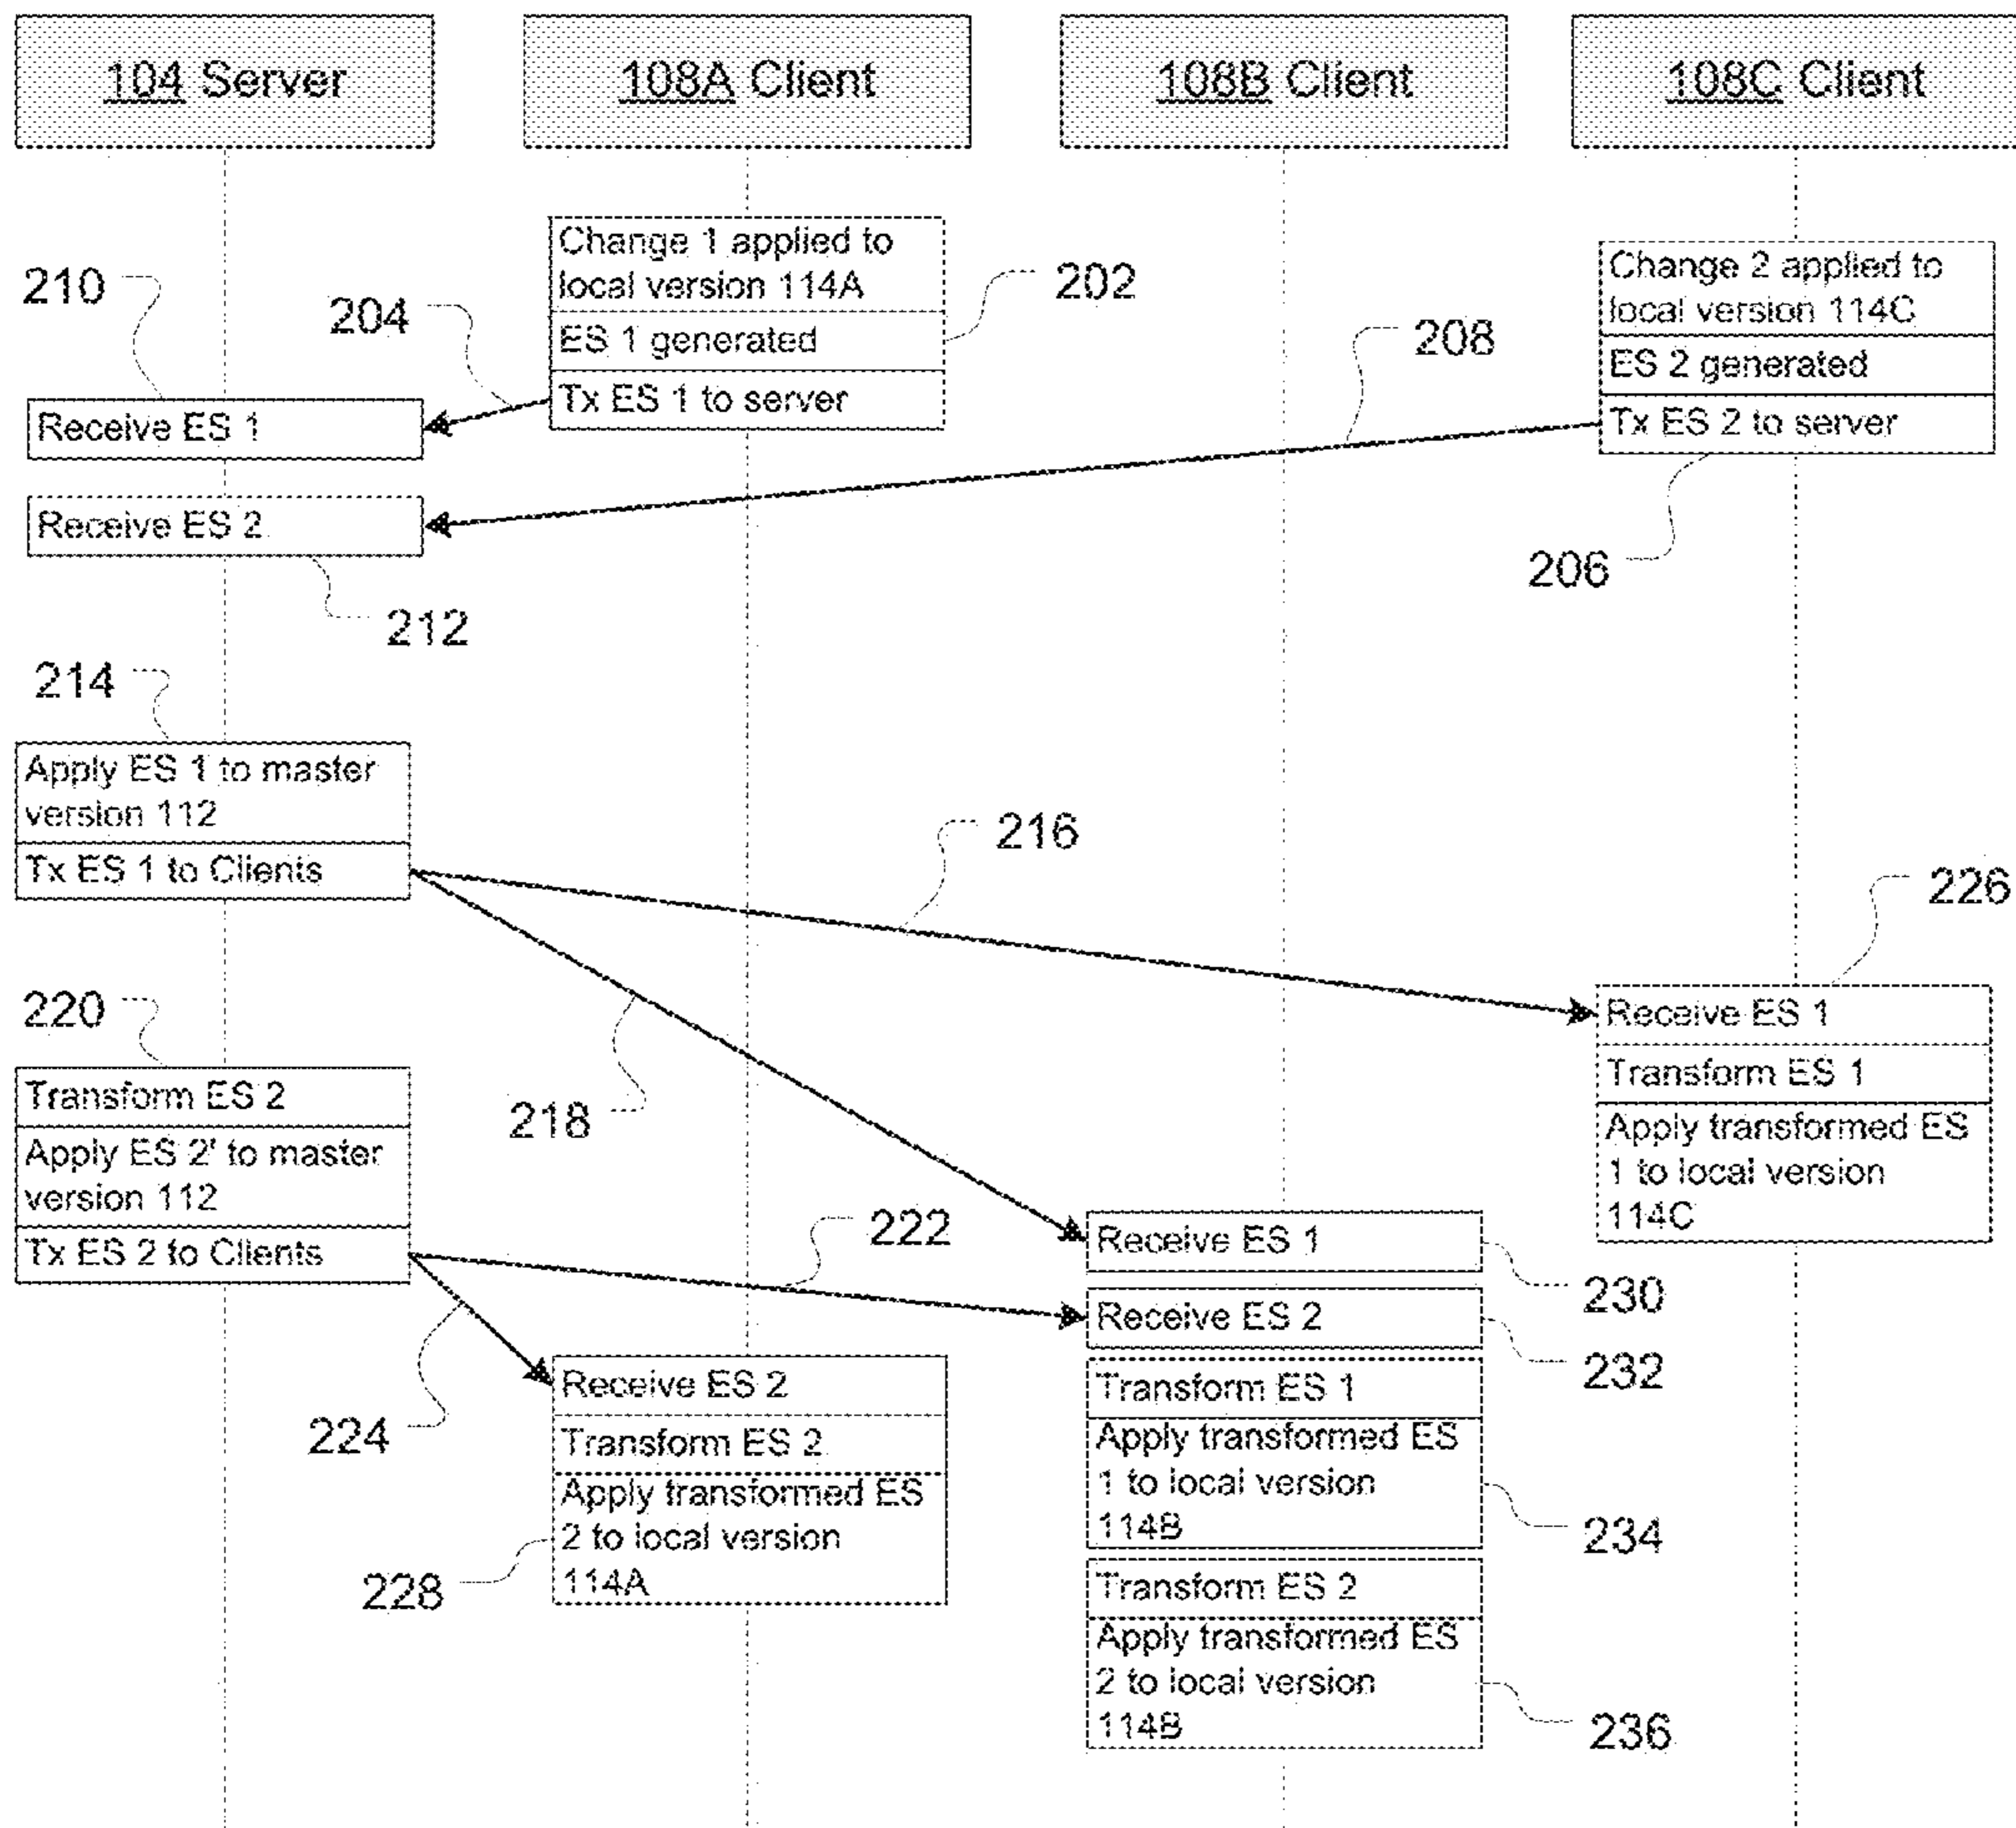 104 Server
108A Client
108B Client
108C Client
Change 1 applied to
local version 114A
ES 1 generated
Tx ES 1 to server
202
204
210
Receive ES 1
Change 2 applied to
local version 114C
ES 2 generated
Tx ES 2 to server
206
208
Receive ES 2
212
214
Apply ES 1 to master
version 112
Tx ES 1 to Clients
216
218
226
Receive ES 1
Transform ES 1
Apply transformed ES
1 to local version
114C
220
Transform ES 2
Apply ES 2' to master
version 112
Tx ES 2 to Clients
222
224
Receive ES 1
230
Receive ES 2
232
Transform ES 1
Apply transformed ES
1 to local version
114B
234
Transform ES 2
Apply transformed ES
2 to local version
114B
236
Receive ES 2
Transform ES 2
Apply transformed ES
2 to local version
114A
228